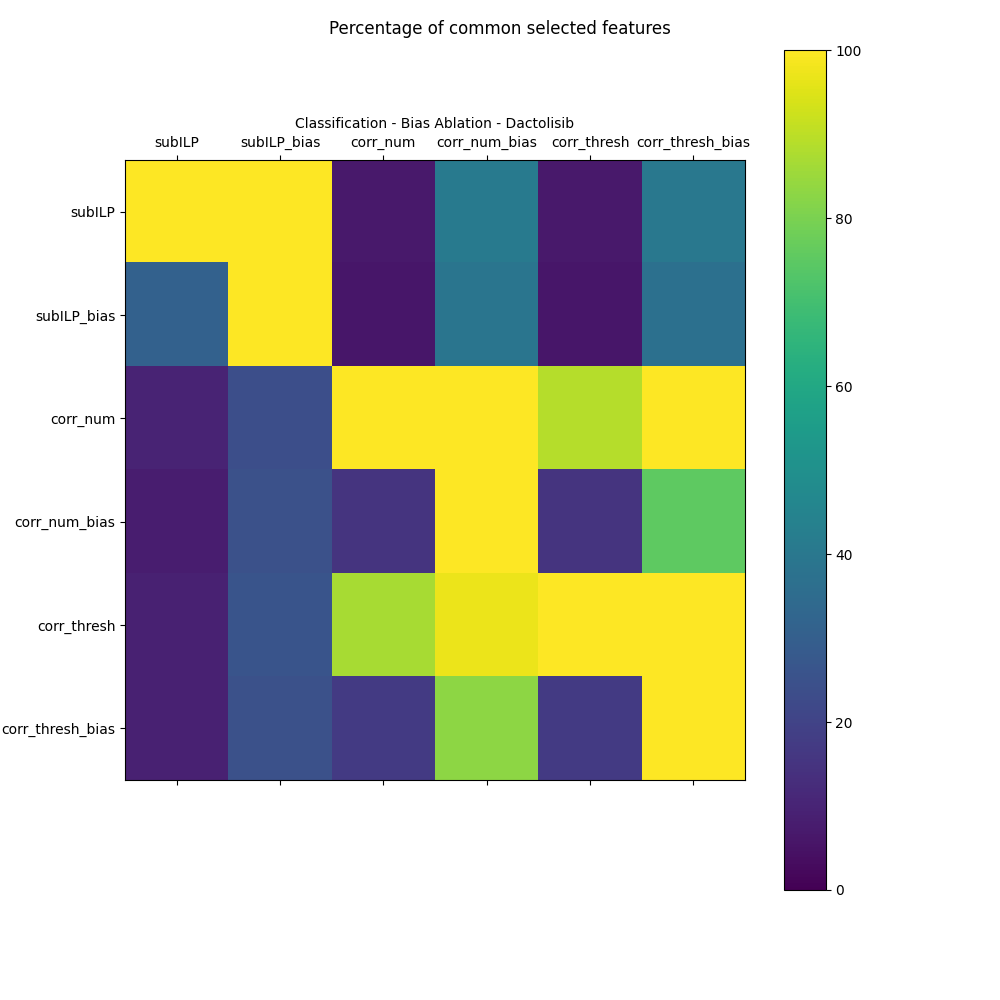 Percentage of common selected features
Classification - Bias Ablation - Dactolisib
subILP subILP_bias corr_num corr_num_bias corr_thresh corr_thresh_bias
subILP
subILP_bias
corr_num
corr_num_bias
corr_thresh
corr_thresh_bias
100
80
60
40
20
0